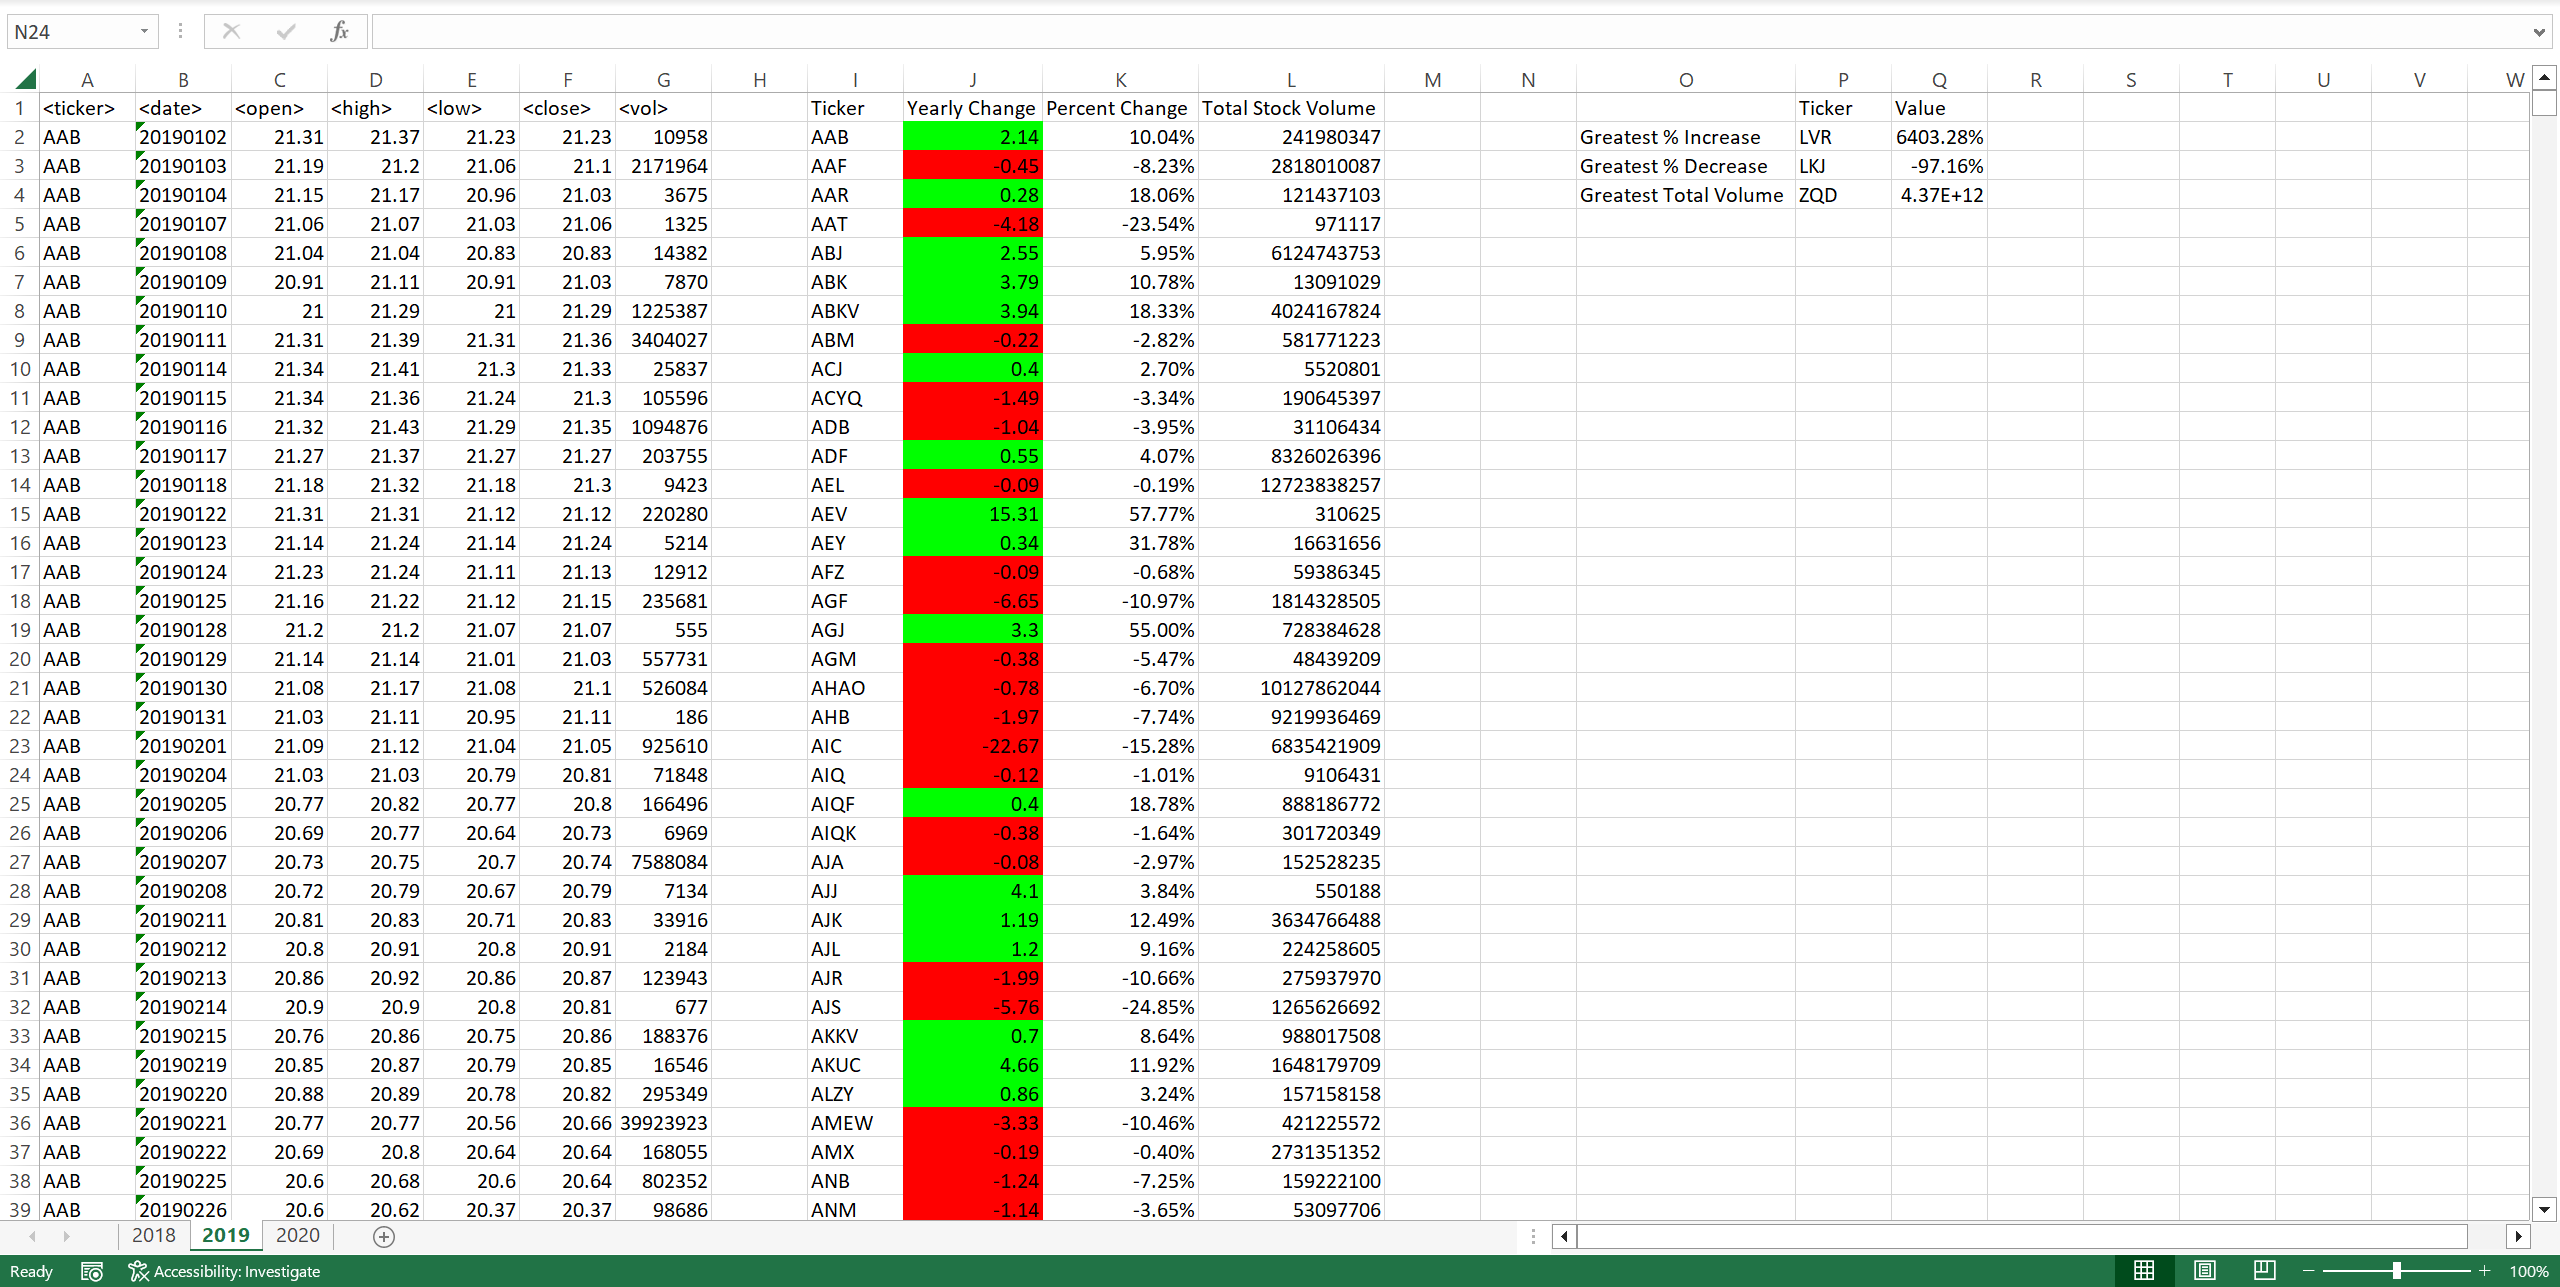 N24 fx
A B C D E F G H I J K L M N O P Q R S T U V W
1 <ticker> <date> <open> <high> <low> <close> <vol> Ticker Yearly Change Percent Change Total Stock Volume Ticker Value
2 AAB 20190102 21.31 21.37 21.23 21.23 10958 AAB 2.14 10.04% 241980347 Greatest % Increase LVR 6403.28%
3 AAB 20190103 21.19 21.2 21.06 21.1 2171964 AAF -0.45 -8.23% 2818010087 Greatest % Decrease LKJ -97.16%
4 AAB 20190104 21.15 21.17 20.96 21.03 3675 AAR 0.28 18.06% 121437103 Greatest Total Volume ZQD 4.37E+12
5 AAB 20190107 21.06 21.07 21.03 21.06 1325 AAT -4.18 -23.54% 971117
6 AAB 20190108 21.04 21.04 20.83 20.83 14382 ABJ 2.55 5.95% 6124743753
7 AAB 20190109 20.91 21.11 20.91 21.03 7870 ABK 3.79 10.78% 13091029
8 AAB 20190110 21 21.29 21 21.29 1225387 ABKV 3.94 18.33% 4024167824
9 AAB 20190111 21.31 21.39 21.31 21.36 3404027 ABM -0.22 -2.82% 581771223
10 AAB 20190114 21.34 21.41 21.3 21.33 25837 ACJ 0.4 2.70% 5520801
11 AAB 20190115 21.34 21.36 21.24 21.3 105596 ACYQ -1.49 -3.34% 190645397
12 AAB 20190116 21.32 21.43 21.29 21.35 1094876 ADB -1.04 -3.95% 31106434
13 AAB 20190117 21.27 21.37 21.27 21.27 203755 ADF 0.55 4.07% 8326026396
14 AAB 20190118 21.18 21.32 21.18 21.3 9423 AEL -0.09 -0.19% 12723838257
15 AAB 20190122 21.31 21.31 21.12 21.12 220280 AEV 15.31 57.77% 310625
16 AAB 20190123 21.14 21.24 21.14 21.24 5214 AEY 0.34 31.78% 16631656
17 AAB 20190124 21.23 21.24 21.11 21.13 12912 AFZ -0.09 -0.68% 59386345
18 AAB 20190125 21.16 21.22 21.12 21.15 235681 AGF -6.65 -10.97% 1814328505
19 AAB 20190128 21.2 21.2 21.07 21.07 555 AGJ 3.3 55.00% 728384628
20 AAB 20190129 21.14 21.14 21.01 21.03 557731 AGM -0.38 -5.47% 48439209
21 AAB 20190130 21.08 21.17 21.08 21.1 526084 AHAO -0.78 -6.70% 10127862044
22 AAB 20190131 21.03 21.11 20.95 21.11 186 AHB -1.97 -7.74% 9219936469
23 AAB 20190201 21.09 21.12 21.04 21.05 925610 AIC -22.67 -15.28% 6835421909
24 AAB 20190204 21.03 21.03 20.79 20.81 71848 AIQ -0.12 -1.01% 9106431
25 AAB 20190205 20.77 20.82 20.77 20.8 166496 AIQF 0.4 18.78% 888186772
26 AAB 20190206 20.69 20.77 20.64 20.73 6969 AIQK -0.38 -1.64% 301720349
27 AAB 20190207 20.73 20.75 20.7 20.74 7588084 AJA -0.08 -2.97% 152528235
28 AAB 20190208 20.72 20.79 20.67 20.79 7134 AJJ 4.1 3.84% 550188
29 AAB 20190211 20.81 20.83 20.71 20.83 33916 AJK 1.19 12.49% 3634766488
30 AAB 20190212 20.8 20.91 20.8 20.91 2184 AJL 1.2 9.16% 224258605
31 AAB 20190213 20.86 20.92 20.86 20.87 123943 AJR -1.99 -10.66% 275937970
32 AAB 20190214 20.9 20.9 20.8 20.81 677 AJS -5.76 -24.85% 1265626692
33 AAB 20190215 20.76 20.86 20.75 20.86 188376 AKKV 0.7 8.64% 988017508
34 AAB 20190219 20.85 20.87 20.79 20.85 16546 AKUC 4.66 11.92% 1648179709
35 AAB 20190220 20.88 20.89 20.78 20.82 295349 ALZY 0.86 3.24% 157158158
36 AAB 20190221 20.77 20.77 20.56 20.66 39923923 AMEW -3.33 -10.46% 421225572
37 AAB 20190222 20.69 20.8 20.64 20.64 168055 AMX -0.19 -0.40% 2731351352
38 AAB 20190225 20.6 20.68 20.6 20.64 802352 ANB -1.24 -7.25% 159222100
39 AAB 20190226 20.6 20.62 20.37 20.37 98686 ANM -1.14 -3.65% 53097706
2018 2019 2020
Ready Accessibility: Investigate 100%